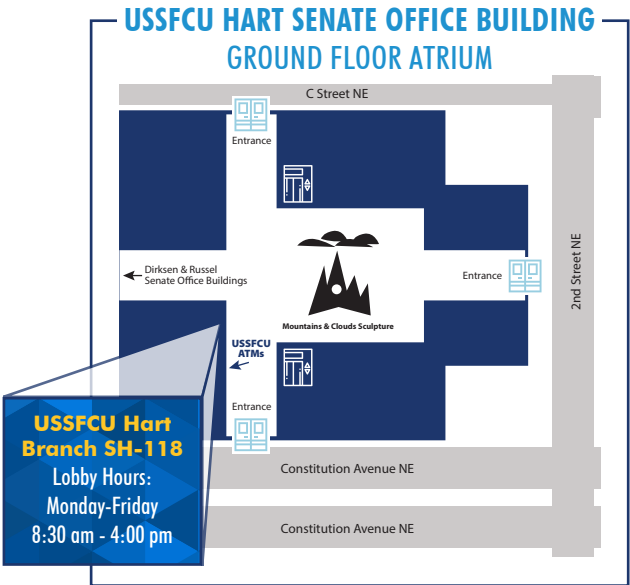 USSFCU HART SENATE OFFICE BUILDING
GROUND FLOOR ATRIUM
C Street NE
Entrance
Dirksen & Russel
Senate Office Buildings
Entrance
2nd Street NE
Mountains & Clouds Sculpture
USSFCU
ATMs
Entrance
USSFCU Hart
Branch SH-118
Lobby Hours:
Monday-Friday
8:30 am - 4:00 pm
Constitution Avenue NE
Constitution Avenue NE